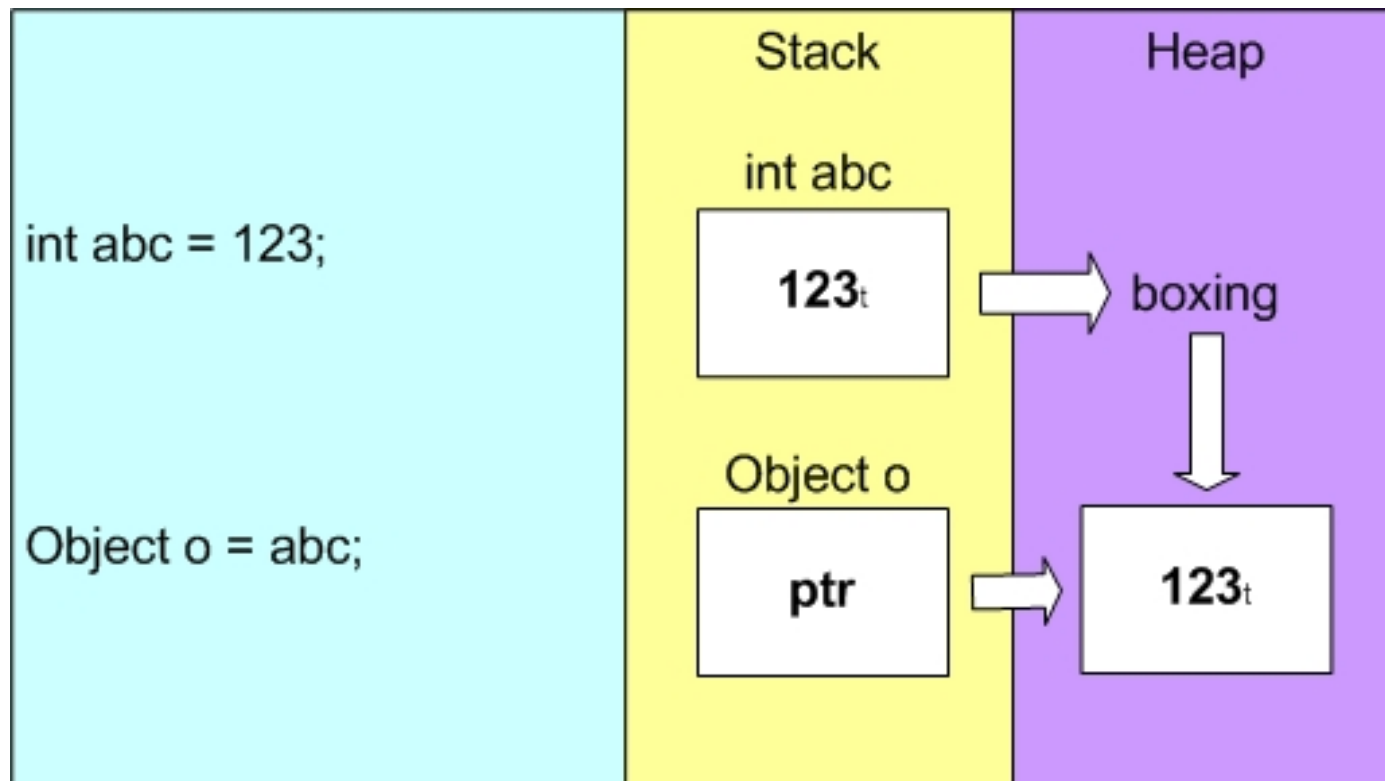 Stack
Heap
int abc
int abc = 123;
123t
boxing
Object o
Object o = abc;
ptr
123t